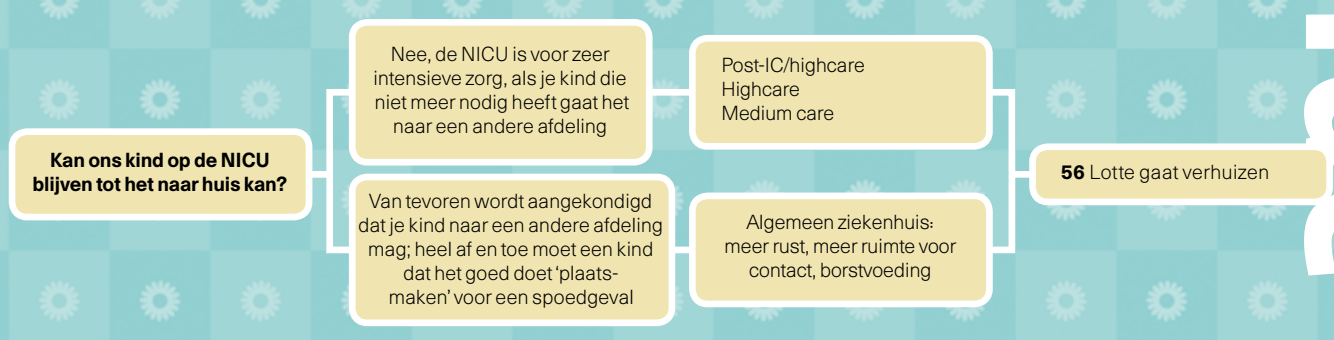 Kan ons kind op de NICU
blijven tot het naar huis kan?
Nee, de NICU is voor zeer
intensieve zorg, als je kind die
niet meer nodig heeft gaat het
naar een andere afdeling
Post-IC/highcare
Highcare
Medium care
Van tevoren wordt aangekondigd
dat je kind naar een andere afdeling
mag; heel af en toe moet een kind
dat het goed doet ‘plaats-
maken’ voor een spoedgeval
Algemeen ziekenhuis:
meer rust, meer ruimte voor
contact, borstvoeding
56 Lotte gaat verhuizen